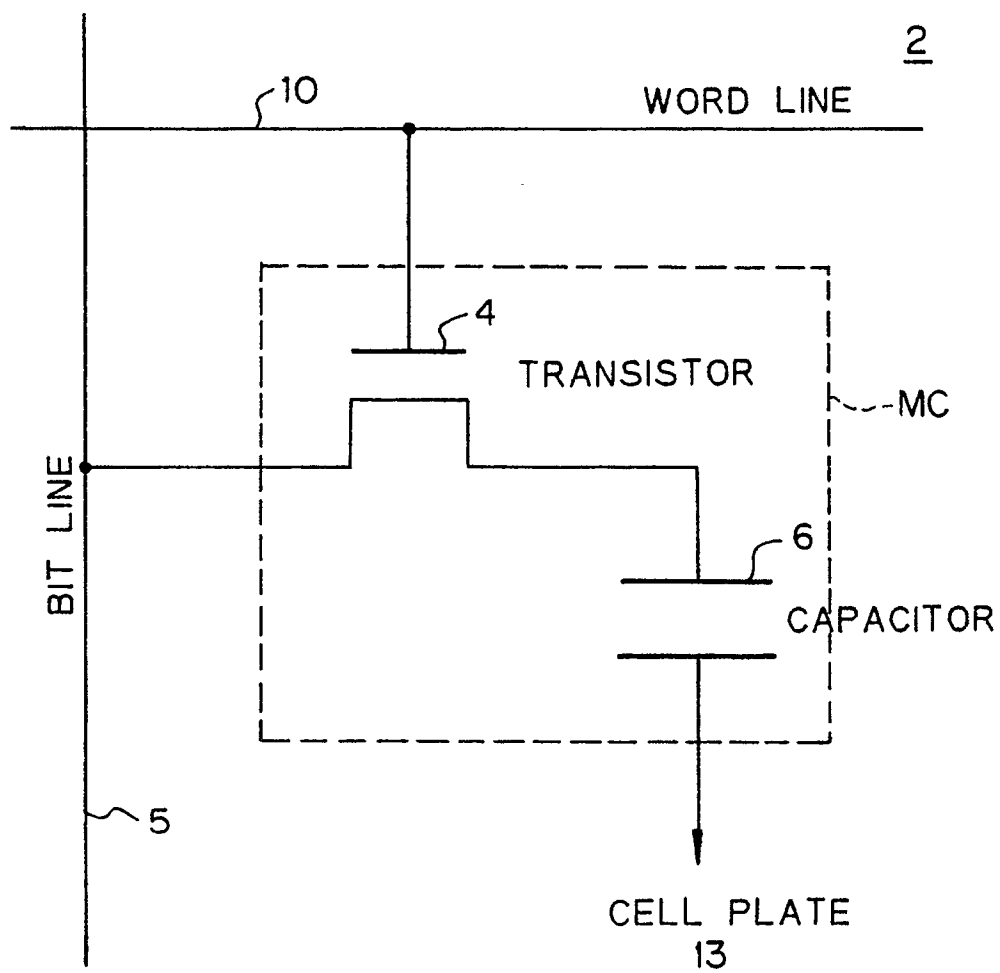 2
10
WORD LINE
4
TRANSISTOR
MC
BIT LINE
6
CAPACITOR
5
CELL PLATE
13